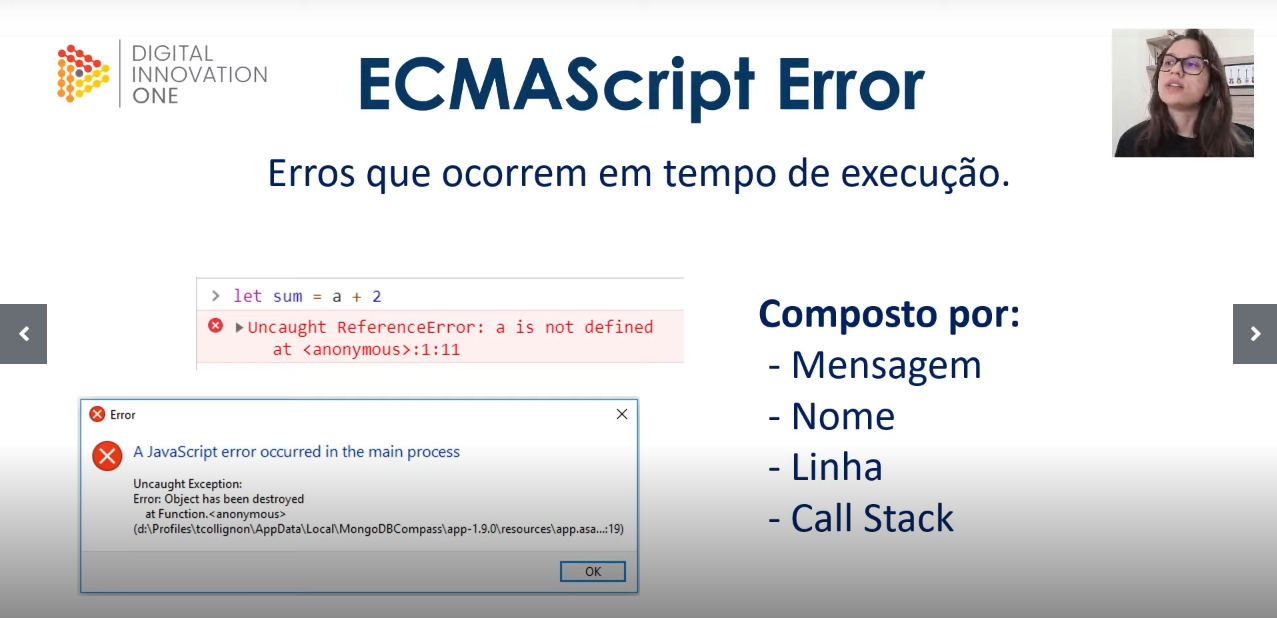 DIGITAL
INNOVATION
ONE
ECMAScript Error
Erros que ocorrem em tempo de execução.
> let sum = a + 2
Uncaught ReferenceError: a is not defined
at <anonymous>:1:11
Composto por:
- Mensagem
- Nome
- Linha
- Call Stack
Error
A JavaScript error occurred in the main process
Uncaught Exception:
Error: Object has been destroyed
at Function.<anonymous>
(d:\Profiles\tcollignon\AppData\Local\MongoDBCompass\app-1.9.0\resources\app.asa...:19)
OK